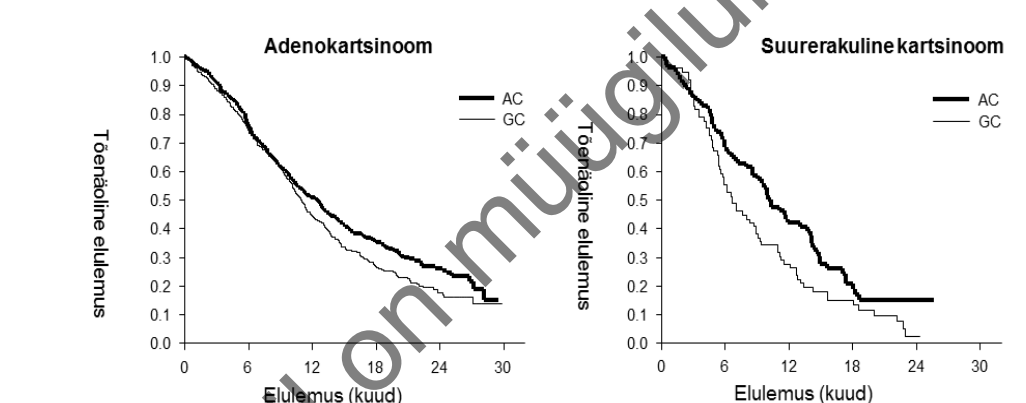 Adenokartsinoom
1.0
0.9
0.8
0.7
0.6
0.5
0.4
0.3
0.2
0.1
0.0
Tõenäoline elulemus
AC
GC
0 6 12 18 24 30
Elulemus (kuud)
Suurerakuline kartsinoom
1.0
0.9
0.8
0.7
0.6
0.5
0.4
0.3
0.2
0.1
0.0
Tõenäoline elulemus
AC
GC
0 6 12 18 24 30
Elulemus (kuud)
on müügilu